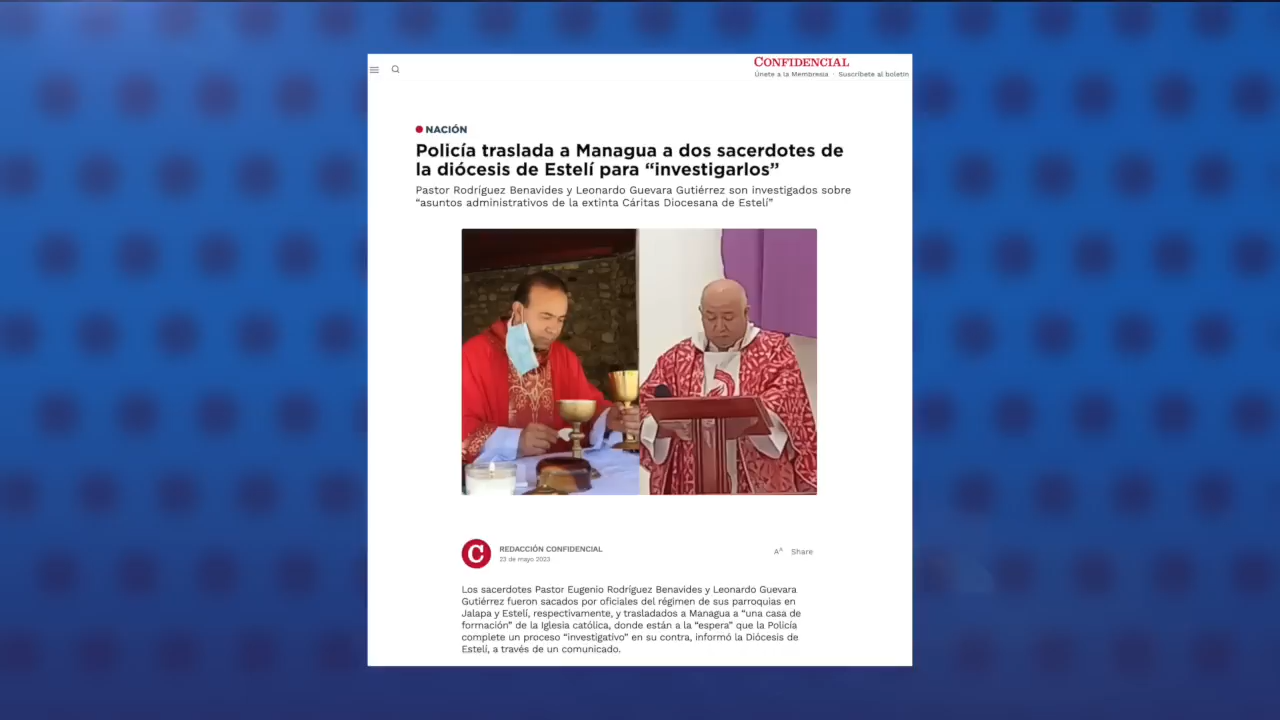 CONFIDENCIAL
Únete a la Membresía · Suscríbete al boletín
NACIÓN
Policía traslada a Managua a dos sacerdotes de
la diócesis de Estelí para “investigarlos”
Pastor Rodríguez Benavides y Leonardo Guevara Gutiérrez son investigados sobre
“asuntos administrativos de la extinta Cáritas Diocesana de Estelí”
C
REDACCIÓN CONFIDENCIAL
23 de mayo 2023
AA Share
Los sacerdotes Pastor Eugenio Rodríguez Benavides y Leonardo Guevara
Gutiérrez fueron sacados por oficiales del régimen de sus parroquias en
Jalapa y Estelí, respectivamente, y trasladados a Managua a “una casa de
formación” de la Iglesia católica, donde están a la “espera” que la Policía
complete un proceso “investigativo” en su contra, informó la Diócesis de
Estelí, a través de un comunicado.